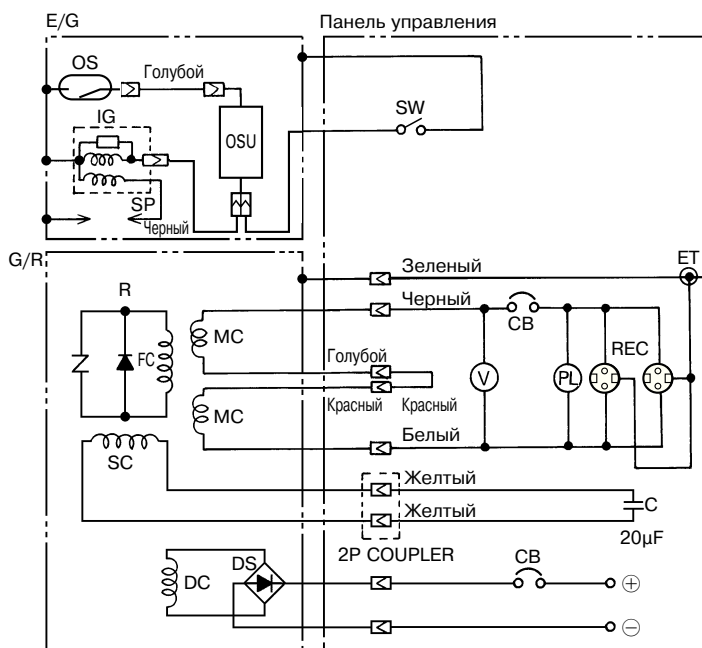 E/G
Панель управления
OS
Голубой
IG
OSU
SW
SP
Черный
G/R
Зеленый
ET
R
Черный
CB
MC
FC
Голубой
REC
V
PL
Красный
Красный
MC
Белый
SC
Желтый
Желтый
C
2P COUPLER
20µF
DS
CB
DC
+
−